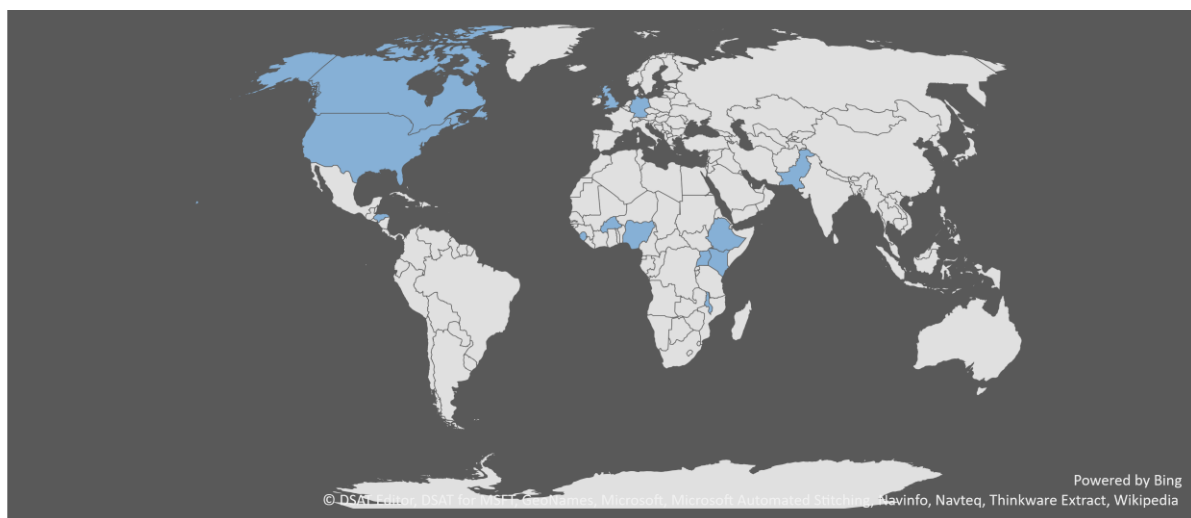 Powered by Bing
© DSAT Editor, DSAT for MSFT, GeoNames, Microsoft, Microsoft Automated Stitching, Navinfo, Navteq, Thinkware Extract, Wikipedia